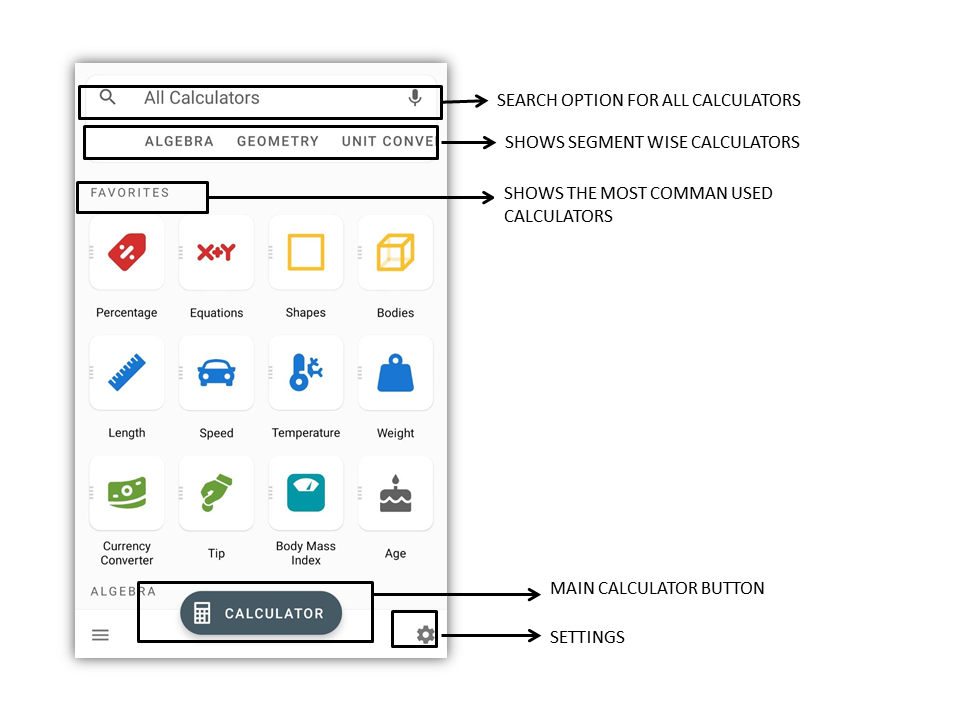 All Calculators
SEARCH OPTION FOR ALL CALCULATORS
ALGEBRA GEOMETRY UNIT CONVE
SHOWS SEGMENT WISE CALCULATORS
FAVORITES
SHOWS THE MOST COMMAN USED
CALCULATORS
X+Y
Percentage Equations Shapes Bodies
Length Speed Temperature Weight
Currency
Converter
Tip
Body Mass
Index
Age
ALGEBRA
MAIN CALCULATOR BUTTON
CALCULATOR
SETTINGS